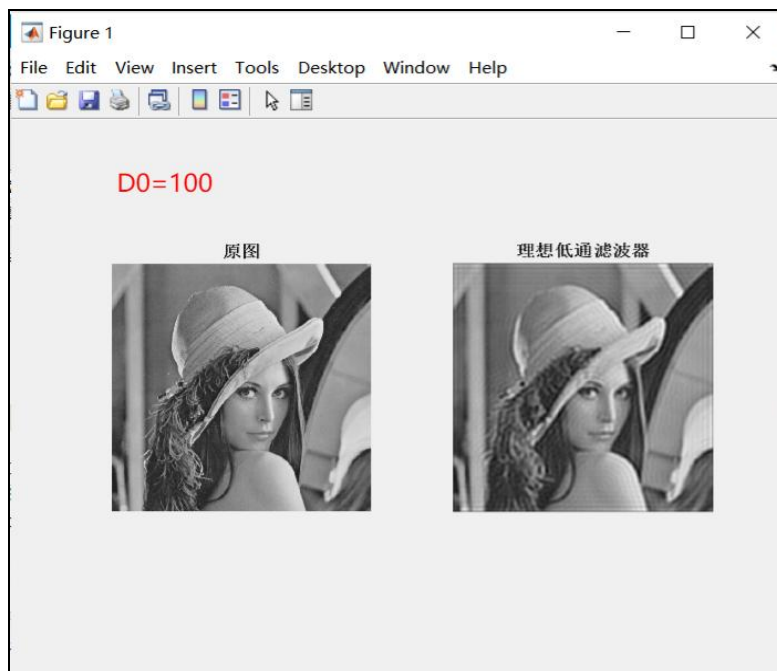 Figure 1
File Edit View Insert Tools Desktop Window Help
D0=100
原图
理想低通滤波器